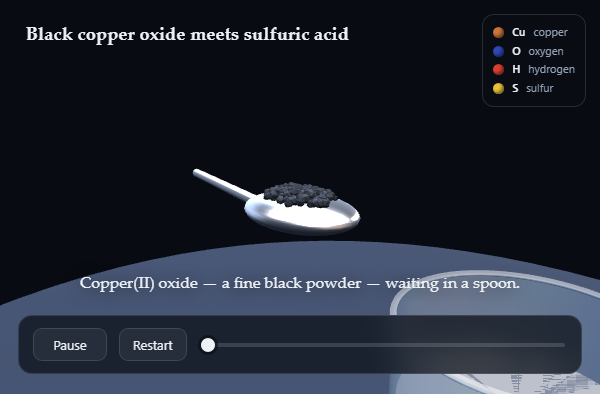 Black copper oxide meets sulfuric acid
Cu copper
O oxygen
H hydrogen
S sulfur
Copper(II) oxide — a fine black powder — waiting in a spoon.
Pause
Restart